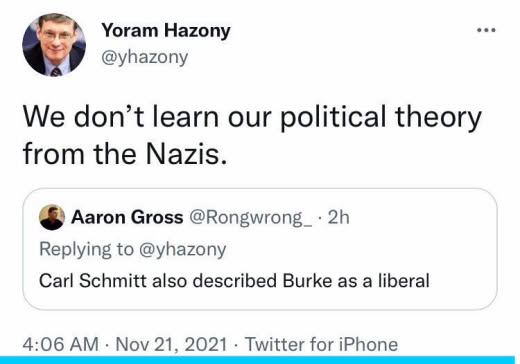 Yoram Hazony
@yhazony
We don’t learn our political theory
from the Nazis.
Aaron Gross @Rongwrong_ · 2h
Replying to @yhazony
Carl Schmitt also described Burke as a liberal
4:06 AM · Nov 21, 2021 · Twitter for iPhone